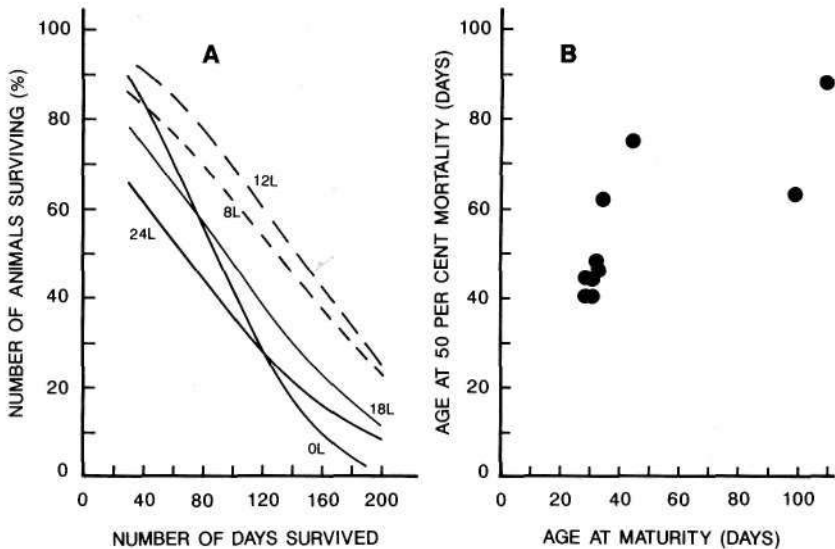 A
NUMBER OF ANIMALS SURVIVING (%)
100
80
60
40
20
0
12L
8L
24L
18L
0L
0 40 80 120 160 200
NUMBER OF DAYS SURVIVED
B
AGE AT 50 PER CENT MORTALITY (DAYS)
100
80
60
40
20
0
0 20 40 60 80 100
AGE AT MATURITY (DAYS)